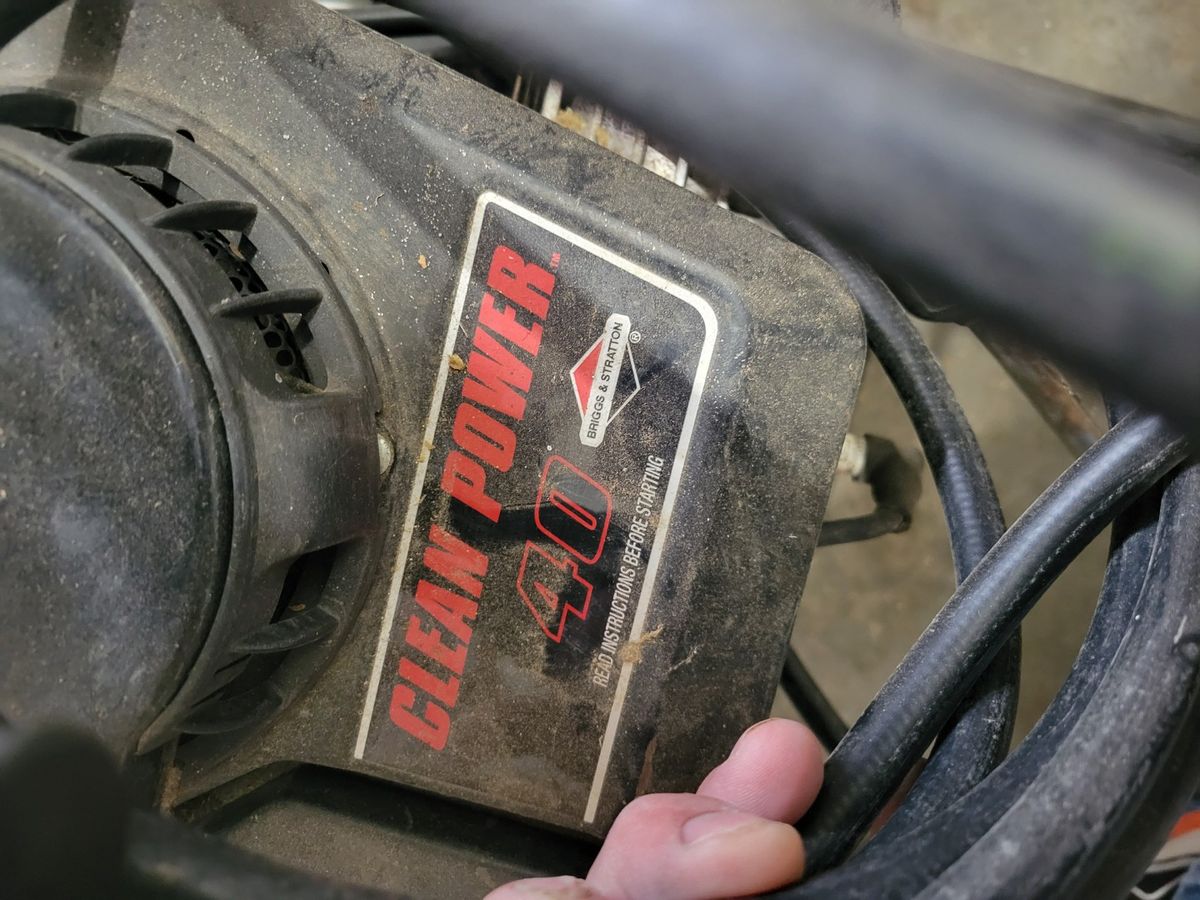 CLEAN POWER™
40
BRIGGS & STRATTON®
READ INSTRUCTIONS BEFORE STARTING